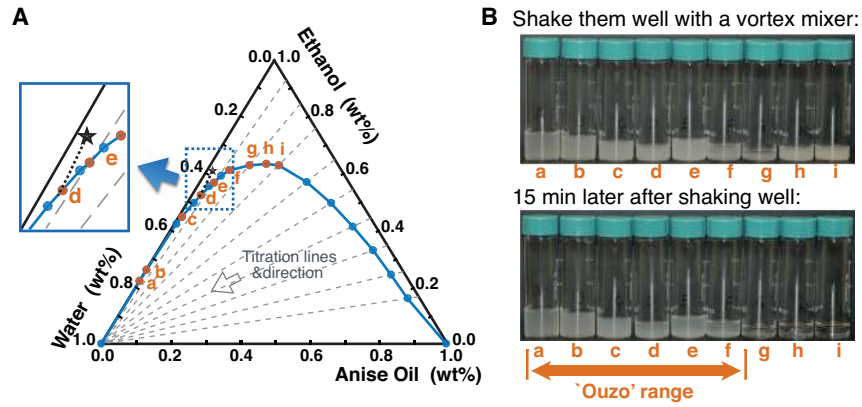 A
0.0
1.0
Ethanol (wt%)
0.2
0.8
0.4
0.6
0.6
0.4
0.8
0.2
1.0
0.0
Water (wt%)
0.0
0.2
0.4
0.6
0.8
1.0
Anise Oil (wt%)
a
b
c
d
e
f
g h i
d
e
Titration lines
&direction
B
Shake them well with a vortex mixer:
a b c d e f g h i
15 min later after shaking well:
a b c d e f g h i
`Ouzo' range